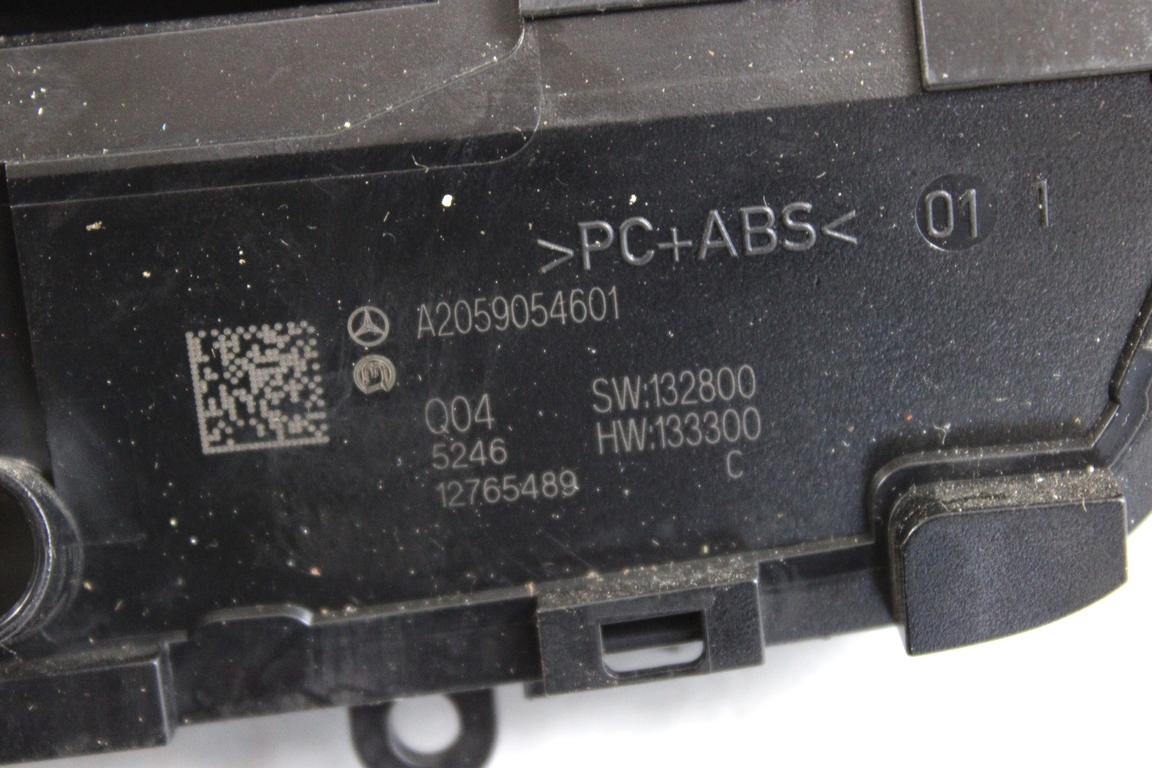 >PC+ABS< 01 1
A2059054601
Q04 SW:132800
5246 HW:133300
12765489 C